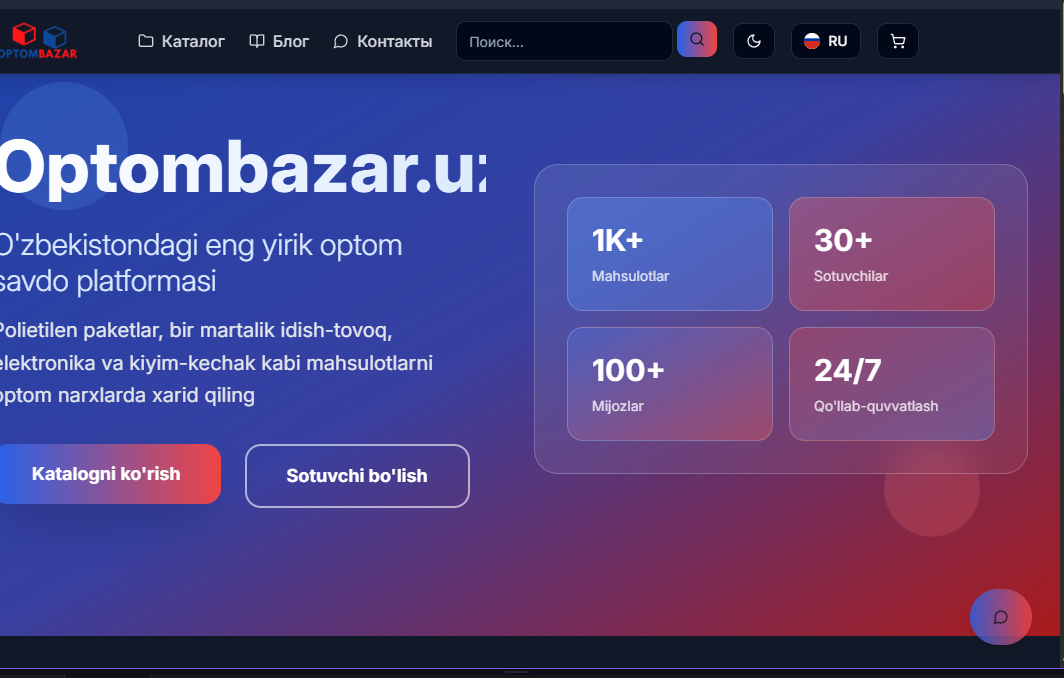 OPTOMBAZAR
Каталог
Блог
Контакты
Поиск...
RU
Optombazar.uz
O'zbekistondagi eng yirik optom
savdo platformasi
Polietilen paketlar, bir martalik idish-tovoq,
elektronika va kiyim-kechak kabi mahsulotlarni
optom narxlarda xarid qiling
Katalogni ko'rish
Sotuvchi bo'lish
1K+
Mahsulotlar
30+
Sotuvchilar
100+
Mijozlar
24/7
Qo'llab-quvvatlash